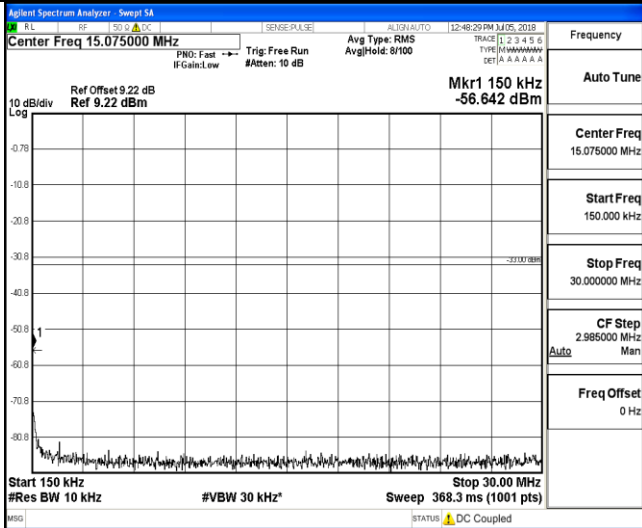 Agilent Spectrum Analyzer - Swept SA
RL RF 50 Ω DC SENSE:PULSE ALIGNAUTO 12:48:29 PM Jul 05, 2018
Center Freq 15.075000 MHz
PNO: Fast
IFGain:Low
Trig: Free Run
#Atten: 10 dB
Avg Type: RMS
Avg|Hold: 8/100
TRACE 1 2 3 4 5 6
TYPE M WWWWW
DET A A A A A A
Frequency
Mkr1 150 kHz
-56.642 dBm
Ref Offset 9.22 dB
10 dB/div Ref 9.22 dBm
Log
-0.78
-10.8
-20.8
-30.8
-33.00 dBm
-40.8
-50.8
1
-60.8
-70.8
-80.8
Start 150 kHz Stop 30.00 MHz
#Res BW 10 kHz #VBW 30 kHz* Sweep 368.3 ms (1001 pts)
MSG STATUS DC Coupled
Auto Tune
Center Freq
15.075000 MHz
Start Freq
150.000 kHz
Stop Freq
30.000000 MHz
CF Step
2.985000 MHz
Auto Man
Freq Offset
0 Hz